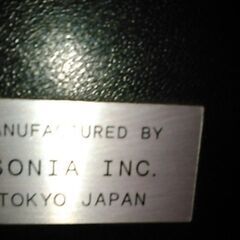 ANUFACTURED BY
SONIA INC.
TOKYO JAPAN